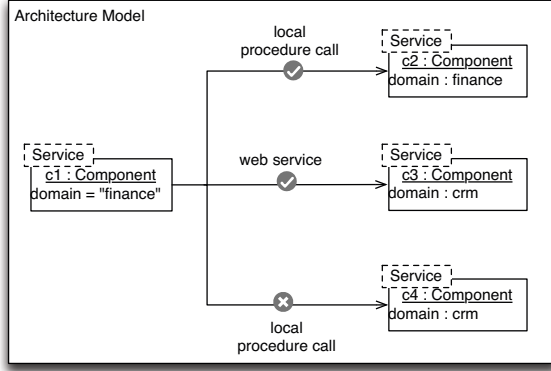 Architecture Model
local
procedure call
Service
c2 : Component
domain : finance
Service
c1 : Component
domain = "finance"
web service
Service
c3 : Component
domain : crm
Service
c4 : Component
domain : crm
local
procedure call